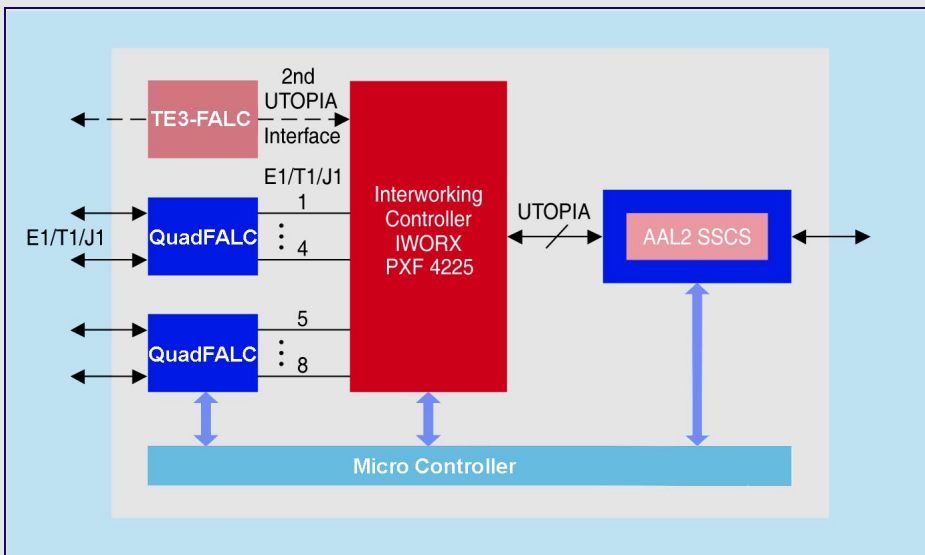 TE3-FALC
2nd
UTOPIA
Interface
E1/T1/J1
1
4
E1/T1/J1
QuadFALC
QuadFALC
5
8
Interworking
Controller
IWORX
PXF 4225
UTOPIA
AAL2 SSCS
Micro Controller